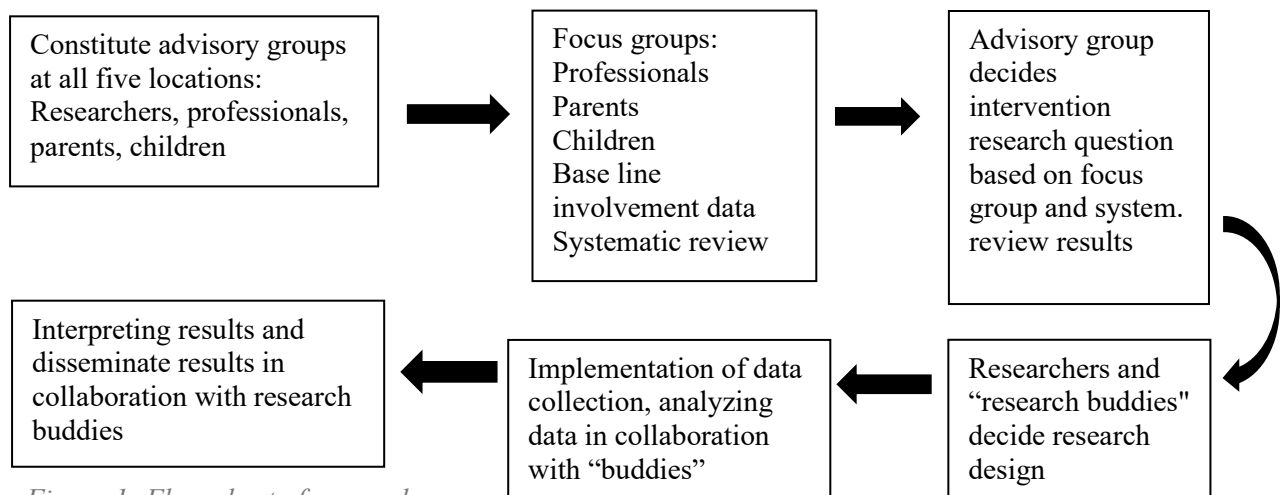 Constitute advisory groups
at all five locations:
Researchers, professionals,
parents, children
Focus groups:
Professionals
Parents
Children
Base line
involvement data
Systematic review
Advisory group
decides
intervention
research question
based on focus
group and system.
review results
Researchers and
“research buddies"
decide research
design
Implementation of data
collection, analyzing
data in collaboration
with “buddies”
Interpreting results and
disseminate results in
collaboration with research
buddies